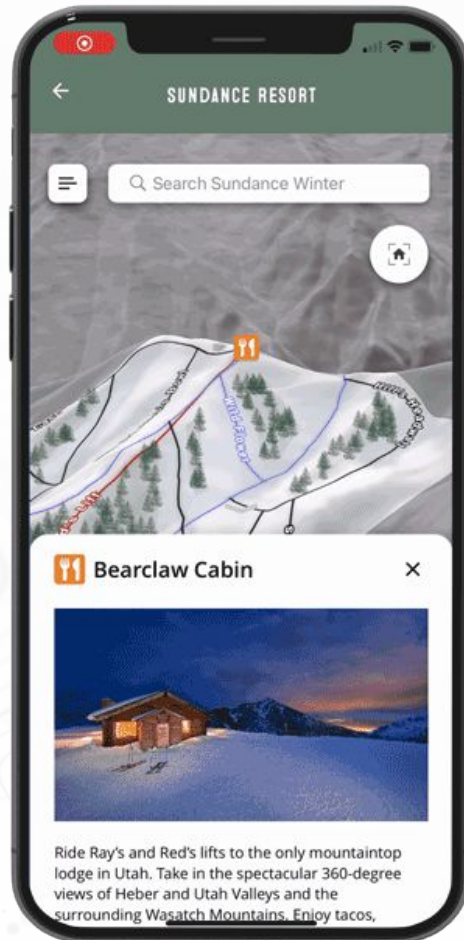 SUNDANCE RESORT
Search Sundance Winter
Wild-Flower
Bearclaw Cabin
Ride Ray's and Red's lifts to the only mountaintop
lodge in Utah. Take in the spectacular 360-degree
views of Heber and Utah Valleys and the
surrounding Wasatch Mountains. Enjoy tacos,